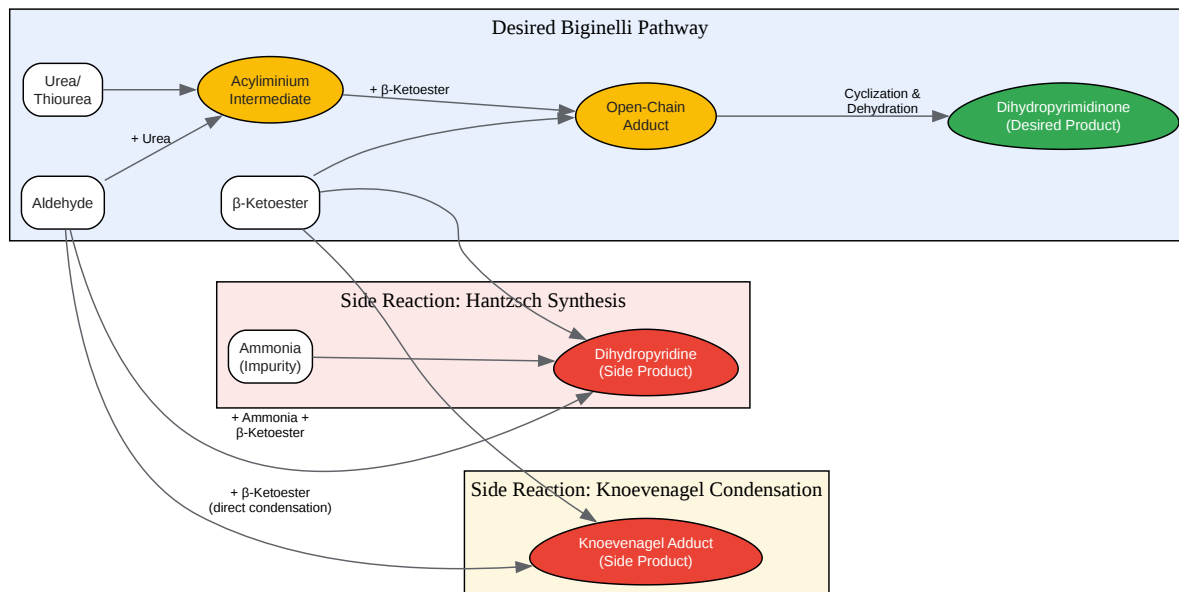 Desired Biginelli Pathway
Urea/
Thiourea
Acyliminium
Intermediate
+ β-Ketoester
Open-Chain
Adduct
Cyclization &
Dehydration
Dihydropyrimidinone
(Desired Product)
+ Urea
Aldehyde
β-Ketoester
Side Reaction: Hantzsch Synthesis
Ammonia
(Impurity)
Dihydropyridine
(Side Product)
+ Ammonia +
β-Ketoester
Side Reaction: Knoevenagel Condensation
+ β-Ketoester
(direct condensation)
Knoevenagel Adduct
(Side Product)